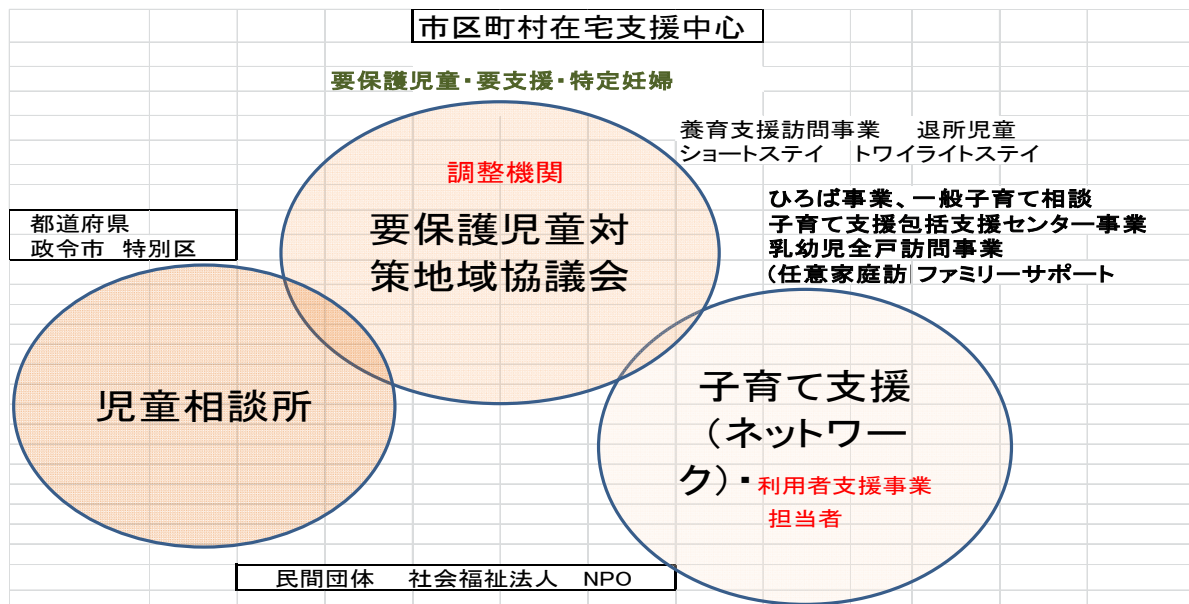 市区町村在宅支援中心
要保護児童・要支援・特定妊婦
養育支援訪問事業　退所児童
ショートステイ　トワイライトステイ
調整機関
要保護児童対
策地域協議会
ひろば事業、一般子育て相談
子育て支援包括支援センター事業
乳幼児全戸訪問事業
(任意家庭訪 ファミリーサポート
都道府県
政令市　特別区
児童相談所
子育て支援
（ネットワー
ク）・利用者支援事業
担当者
民間団体　社会福祉法人　NPO